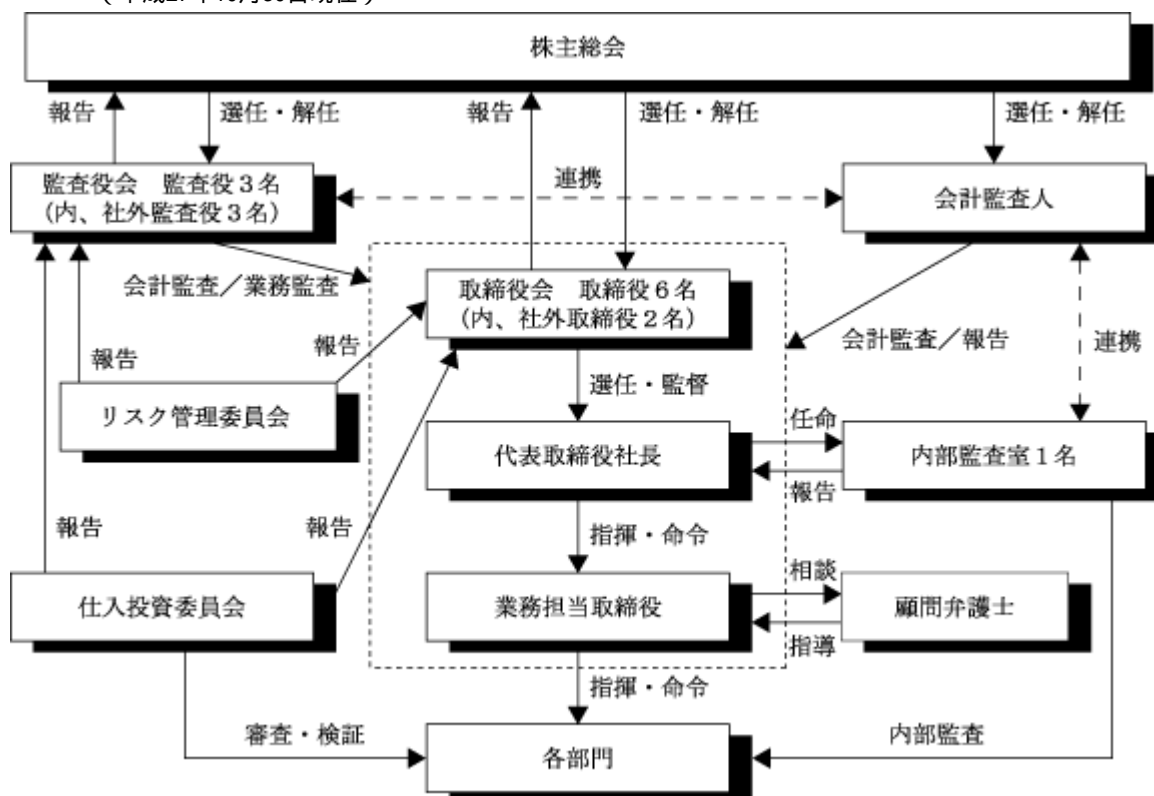 株主総会
報告
選任・解任
報告
選任・解任
選任・解任
監査役会 監査役3名
(内、社外監査役3名)
連携
会計監査人
会計監査/業務監査
取締役会 取締役6名
(内、社外取締役2名)
会計監査/報告
連携
報告
報告
選任・監督
リスク管理委員会
代表取締役社長
任命
報告
内部監査室1名
報告
報告
指揮・命令
仕入投資委員会
業務担当取締役
相談
指導
顧問弁護士
指揮・命令
審査・検証
各部門
内部監査